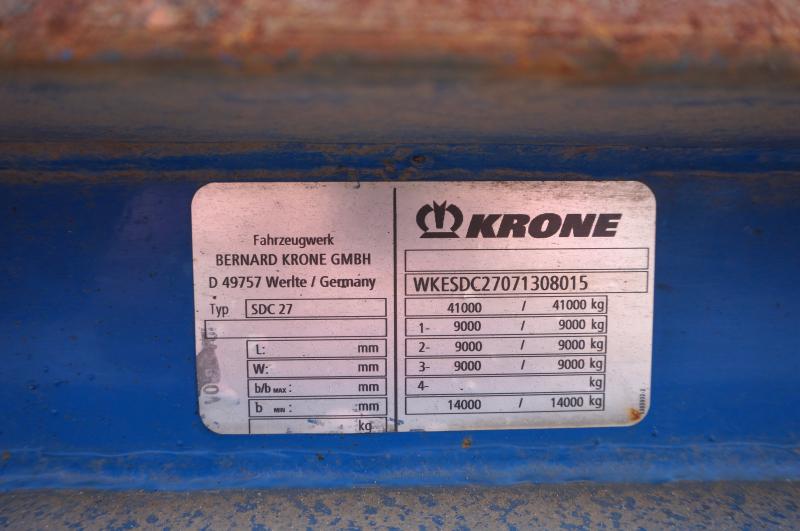 Fahrzeugwerk
BERNARD KRONE GMBH
D 49757 Werlte / Germany
Typ SDC 27
L: mm
W: mm
b/b MAX: mm
b MIN: mm
kg
KRONE
WKESDC27071308015
41000 / 41000 kg
1- 9000 / 9000 kg
2- 9000 / 9000 kg
3- 9000 / 9000 kg
4- kg
14000 / 14000 kg